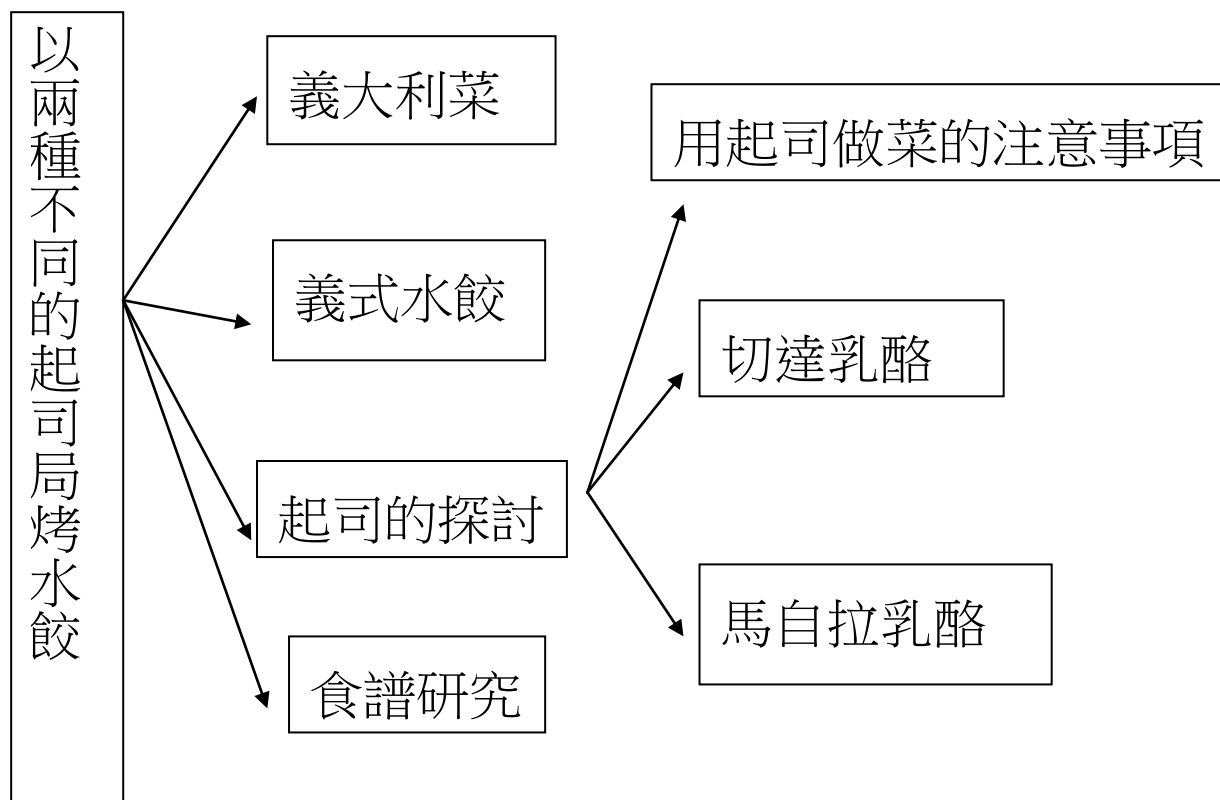 以兩種不同的起司局烤水餃
義大利菜
義式水餃
起司的探討
食譜研究
用起司做菜的注意事項
切達乳酪
馬自拉乳酪